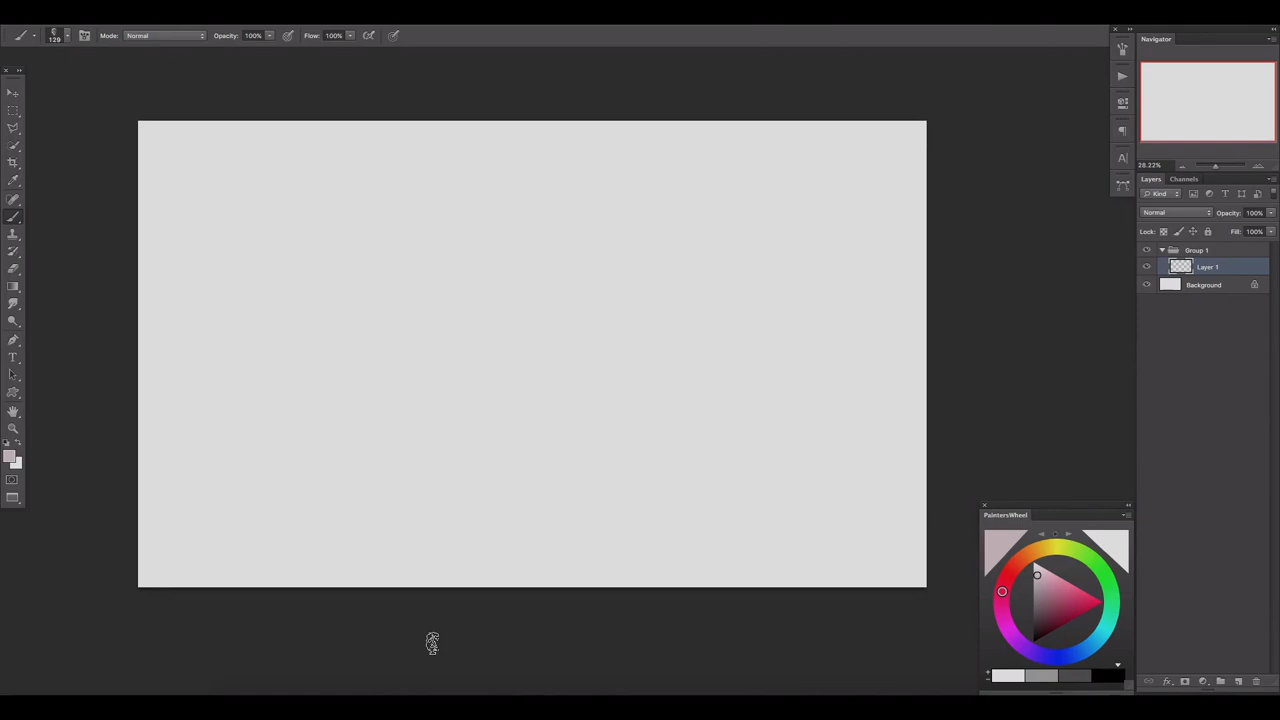 129 Mode: Normal Opacity: 100% Flow: 100%
Navigator
28.22%
Layers Channels
Kind
Normal Opacity: 100%
Lock: Fill: 100%
Group 1
Layer 1
Background
PaintersWheel